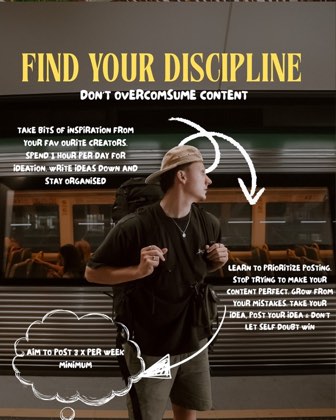 FIND YOUR DISCIPLINE
DON'T OVERCOMSUME CONTENT
TAKE BITS OF INSPIRATION FROM
YOUR FAV OURITE CREATORS.
SPEND 1 HOUR PER DAY FOR
IDEATION. WRITE IDEAS DOWN AND
STAY ORGANISED
LEARN TO PRIORITIZE POSTING.
STOP TRYING TO MAKE YOUR
CONTENT PERFECT. GROW FROM
YOUR MISTAKES. TAKE YOUR
IDEA, POST YOUR IDEA & DON'T
LET SELF DOUBT WIN
AIM TO POST 3 X PER WEEK
MINIMUM